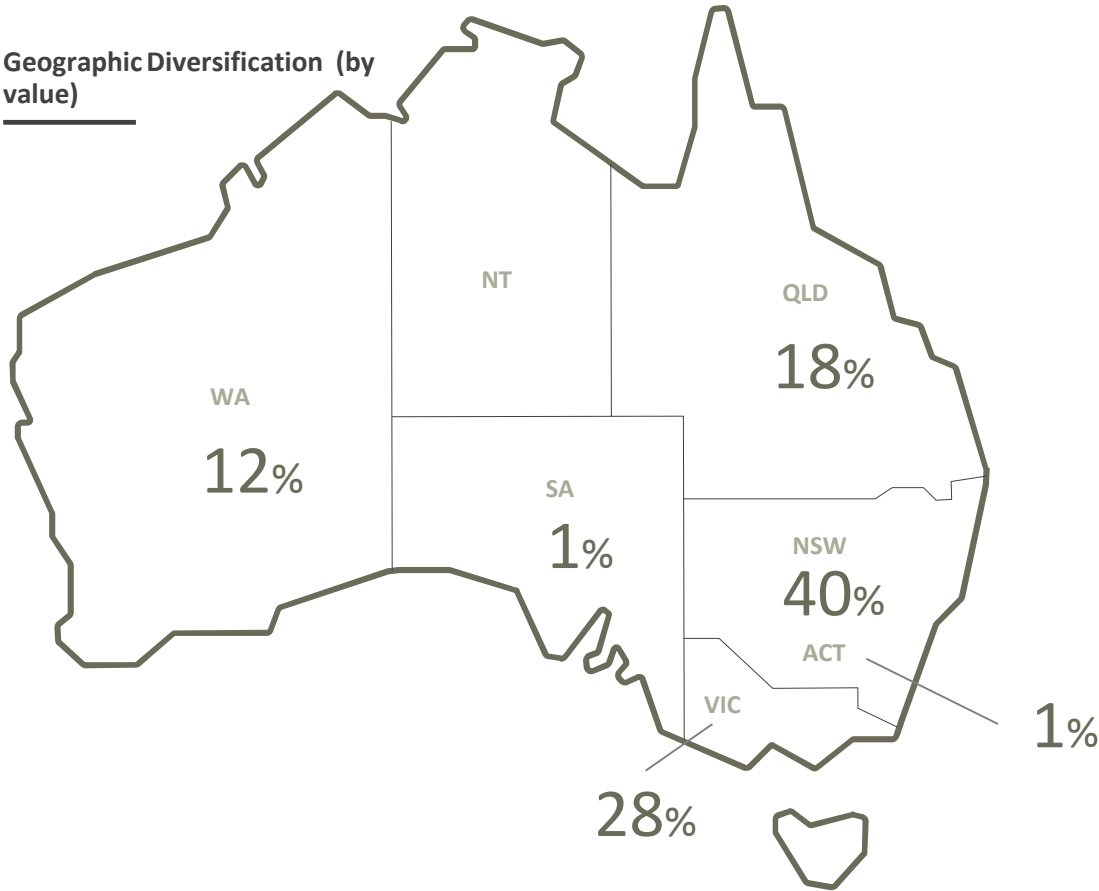 Geographic Diversification (by
value)
NT
QLD
18%
WA
12%
SA
1%
NSW
40%
ACT
1%
VIC
28%